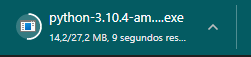 python-3.10.4-am....exe
14,2/27,2 MB, 9 segundos res...